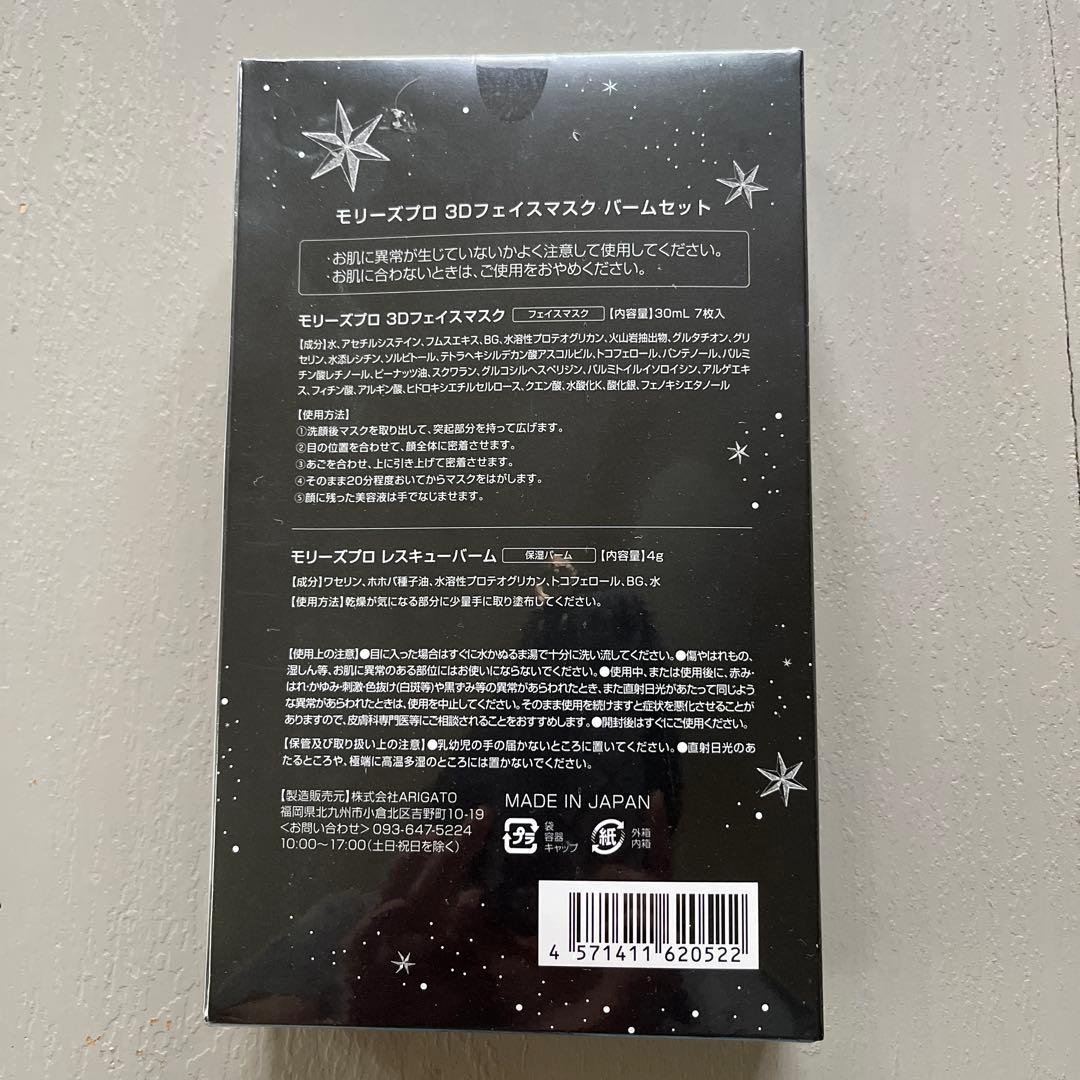 モリーズプロ 3Dフェイスマスク バームセット
・お肌に異常が生じていないかよく注意して使用してください。
・お肌に合わないときは、ご使用をおやめください。
モリーズプロ 3Dフェイスマスク フェイスマスク 【内容量】30mL 7枚入
【成分】水、アセチルシステイン、フムスエキス、BG、水溶性プロテオグリカン、火山岩抽出物、グルタチオン、グリ
セリン、水添レシチン、ソルビトール、テトラヘキシルデカン酸アスコルビル、トコフェロール、パンテノール、パルミ
チン酸レチノール、ピーナッツ油、スクワラン、グルコシルヘスペリジン、パルミトイルイソロイシン、アルゲエキ
ス、フィチン酸、アルギン酸、ヒドロキシエチルセルロース、クエン酸、水酸化K、酸化銀、フェノキシエタノール
【使用方法】
①洗顔後マスクを取り出して、突起部分を持って広げます。
②目の位置を合わせて、顔全体に密着させます。
③あごを合わせ、上に引き上げて密着させます。
④そのまま20分程度おいてからマスクをはがします。
⑤顔に残った美容液は手でなじませます。
モリーズプロ レスキューバーム 保湿バーム 【内容量】4g
【成分】ワセリン、ホホバ種子油、水溶性プロテオグリカン、トコフェロール、BG、水
【使用方法】乾燥が気になる部分に少量手に取り塗布してください。
【使用上の注意】●目に入った場合はすぐに水かぬるま湯で十分に洗い流してください。●傷やはれもの、
湿しん等、お肌に異常のある部位にはお使いにならないでください。●使用中、または使用後に、赤み・
はれ・かゆみ・刺激・色抜け(白斑等)や黒ずみ等の異常があらわれたとき、また直射日光があたって同じよう
な異常があらわれたときは、使用を中止してください。そのまま使用を続けますと症状を悪化させることが
ありますので、皮膚科専門医等にご相談されることをおすすめします。●開封後はすぐにご使用ください。
【保管及び取り扱い上の注意】●乳幼児の手の届かないところに置いてください。●直射日光のあ
たるところや、極端に高温多湿のところには置かないでください。
【製造販売元】株式会社ARIGATO
福岡県北九州市小倉北区吉野町10-19
<お問い合わせ> 093-647-5224
10:00〜17:00(土日・祝日を除く)
MADE IN JAPAN
プラ
袋
容器
キャップ
紙
外箱
内箱
4 571411 620522